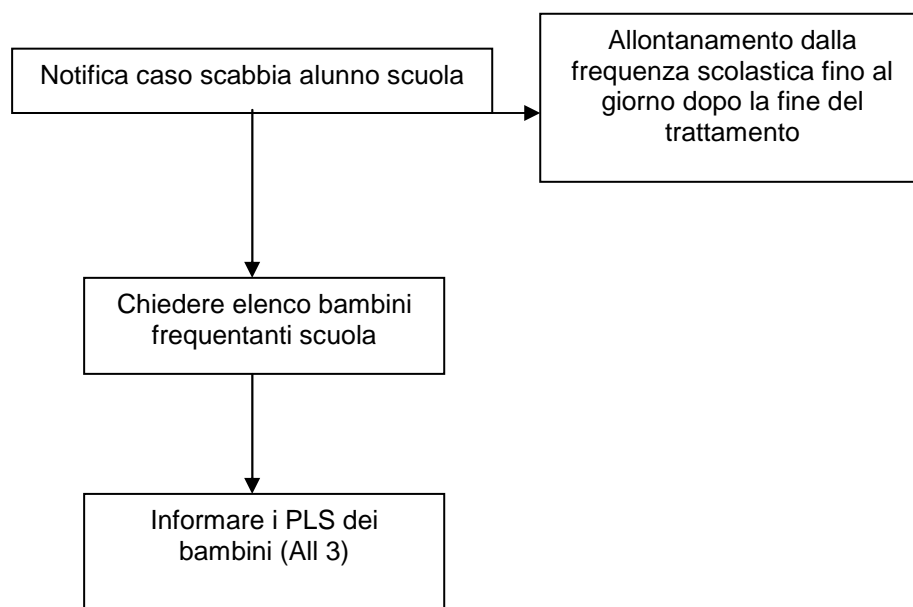 Notifica caso scabbia alunno scuola
Allontanamento dalla
frequenza scolastica fino al
giorno dopo la fine del
trattamento
Chiedere elenco bambini
frequentanti scuola
Informare i PLS dei
bambini (All 3)